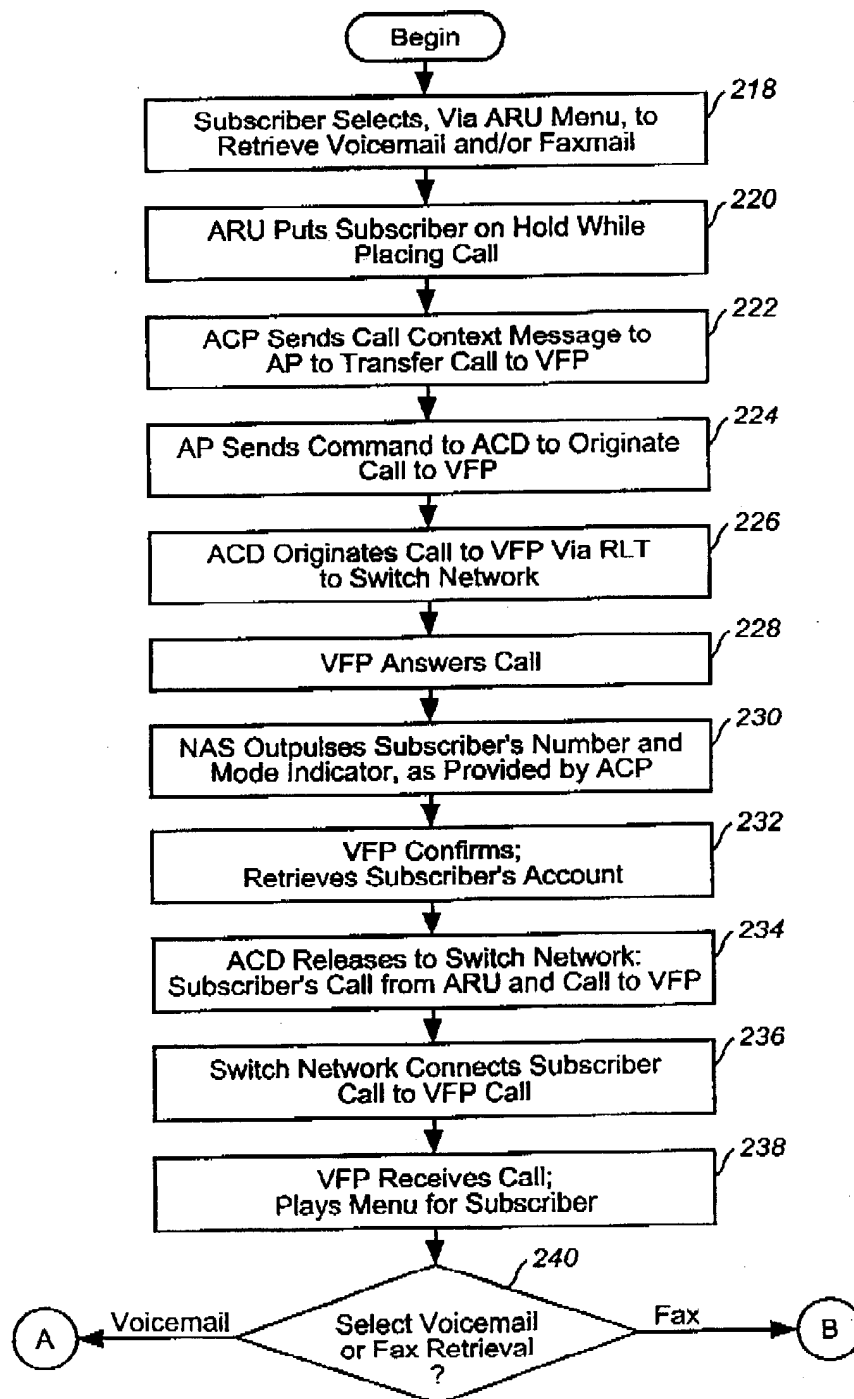 Begin
218
Subscriber Selects, Via ARU Menu, to
Retrieve Voicemail and/or Faxmail
220
ARU Puts Subscriber on Hold While
Placing Call
222
ACP Sends Call Context Message to
AP to Transfer Call to VFP
224
AP Sends Command to ACD to Originate
Call to VFP
226
ACD Originates Call to VFP Via RLT
to Switch Network
228
VFP Answers Call
230
NAS Outpulses Subscriber's Number and
Mode Indicator, as Provided by ACP
232
VFP Confirms;
Retrieves Subscriber's Account
234
ACD Releases to Switch Network:
Subscriber's Call from ARU and Call to VFP
236
Switch Network Connects Subscriber
Call to VFP Call
238
VFP Receives Call;
Plays Menu for Subscriber
240
A
Voicemail
Select Voicemail
or Fax Retrieval
?
Fax
B